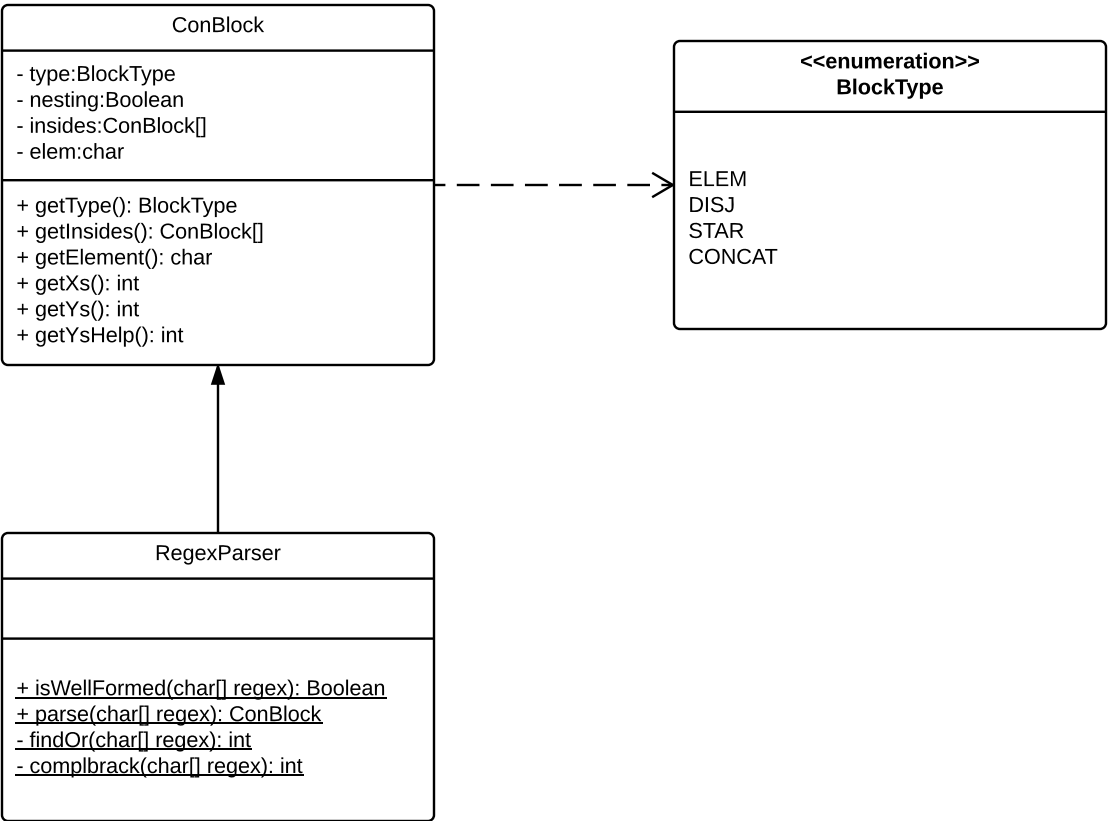 ConBlock
- type:BlockType
- nesting:Boolean
- insides:ConBlock[]
- elem:char
+ getType(): BlockType
+ getInsides(): ConBlock[]
+ getElement(): char
+ getXs(): int
+ getYs(): int
+ getYsHelp(): int
<<enumeration>>
BlockType
ELEM
DISJ
STAR
CONCAT
RegexParser
+ isWellFormed(char[] regex): Boolean
+ parse(char[] regex): ConBlock
- findOr(char[] regex): int
- complbrack(char[] regex): int